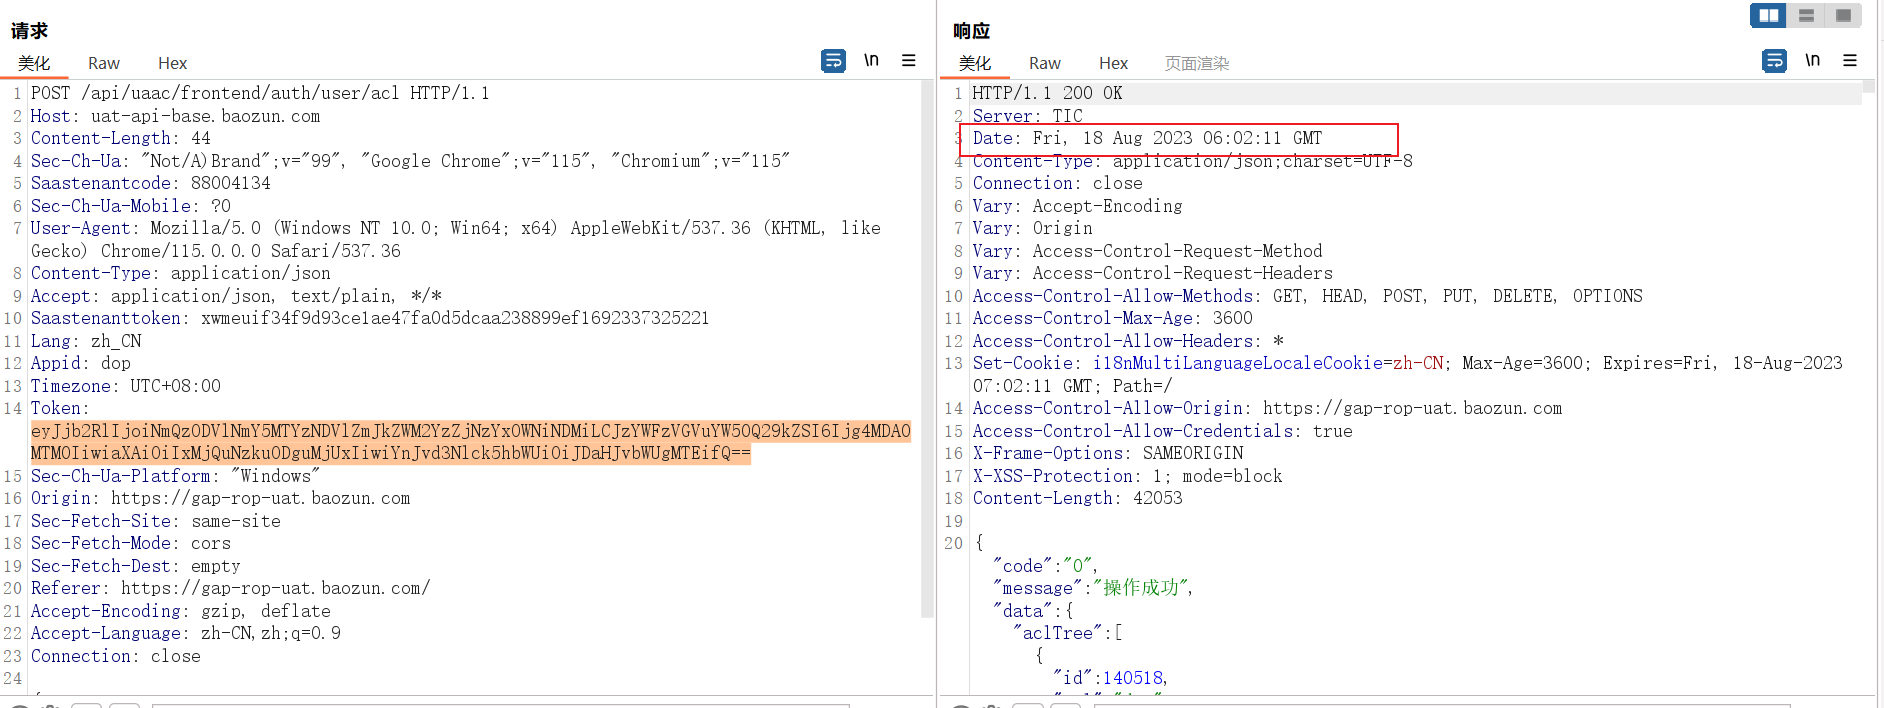 请求
美化 Raw Hex \n
1 POST /api/uaac/frontend/auth/user/acl HTTP/1.1
2 Host: uat-api-base.baozun.com
3 Content-Length: 44
4 Sec-Ch-Ua: "Not/A)Brand";v="99", "Google Chrome";v="115", "Chromium";v="115"
5 Saastenantcode: 88004134
6 Sec-Ch-Ua-Mobile: ?0
7 User-Agent: Mozilla/5.0 (Windows NT 10.0; Win64; x64) AppleWebKit/537.36 (KHTML, like
Gecko) Chrome/115.0.0.0 Safari/537.36
8 Content-Type: application/json
9 Accept: application/json, text/plain, */*
10 Saastenanttoken: xwmeuif34f9d93ce1ae47fa0d5dcaa238899ef1692337325221
11 Lang: zh_CN
12 Appid: dop
13 Timezone: UTC+08:00
14 Token:
eyJjb2RlIjoiNmQzODVlNmY5MTYzNDVlZmJkZWM2YzZjNzYxOWNiNDMiLCJzYWFzVGVuYW50Q29kZSI6Ijg4MDA0
MTM0IiwiaXAiOiIxMjQuNzkuODguMjUxIiwiYnJvd3Nlck5hbWUiOiJDaHJvbWUgMTEifQ==
15 Sec-Ch-Ua-Platform: "Windows"
16 Origin: https://gap-rop-uat.baozun.com
17 Sec-Fetch-Site: same-site
18 Sec-Fetch-Mode: cors
19 Sec-Fetch-Dest: empty
20 Referer: https://gap-rop-uat.baozun.com/
21 Accept-Encoding: gzip, deflate
22 Accept-Language: zh-CN,zh;q=0.9
23 Connection: close
24
响应
美化 Raw Hex 页面渲染 \n
1 HTTP/1.1 200 OK
2 Server: TIC
3 Date: Fri, 18 Aug 2023 06:02:11 GMT
4 Content-Type: application/json;charset=UTF-8
5 Connection: close
6 Vary: Accept-Encoding
7 Vary: Origin
8 Vary: Access-Control-Request-Method
9 Vary: Access-Control-Request-Headers
10 Access-Control-Allow-Methods: GET, HEAD, POST, PUT, DELETE, OPTIONS
11 Access-Control-Max-Age: 3600
12 Access-Control-Allow-Headers: *
13 Set-Cookie: i18nMultiLanguageLocaleCookie=zh-CN; Max-Age=3600; Expires=Fri, 18-Aug-2023
07:02:11 GMT; Path=/
14 Access-Control-Allow-Origin: https://gap-rop-uat.baozun.com
15 Access-Control-Allow-Credentials: true
16 X-Frame-Options: SAMEORIGIN
17 X-XSS-Protection: 1; mode=block
18 Content-Length: 42053
19
20 {
"code":"0",
"message":"操作成功",
"data":{
"aclTree":[
{
"id":140518,